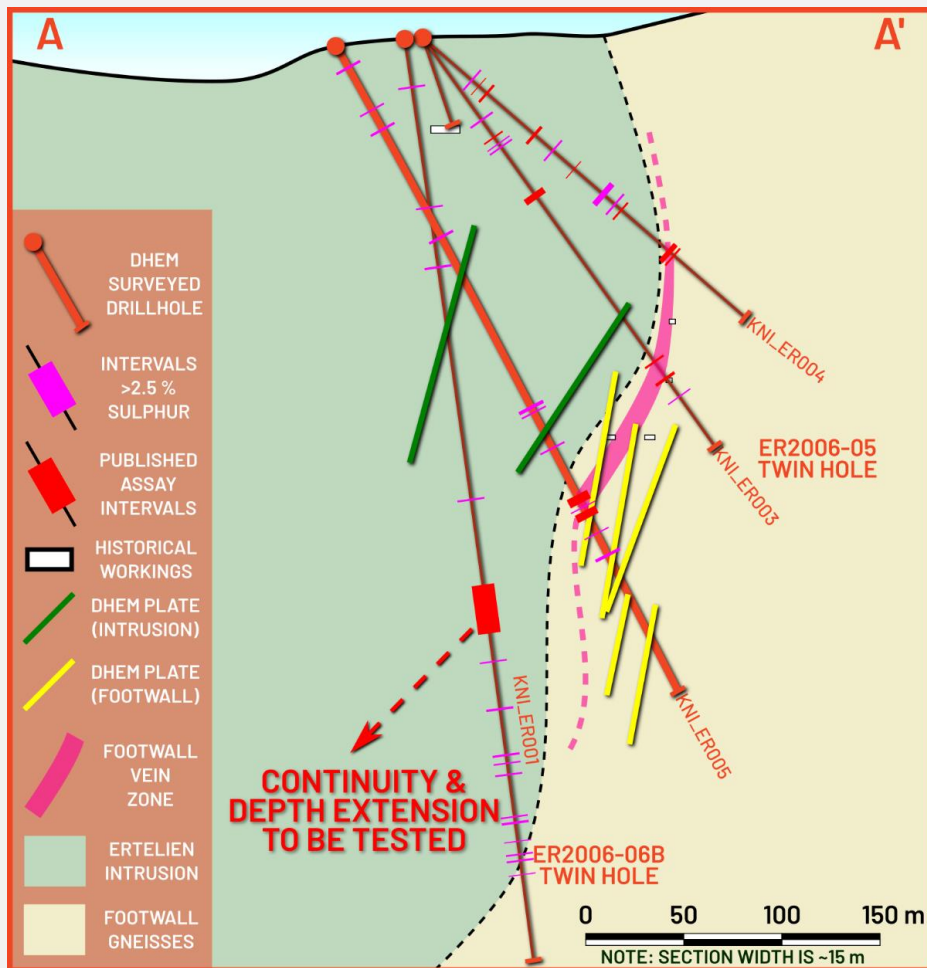 A
A'
DHEM
SURVEYED
DRILLHOLE
INTERVALS
>2.5 %
SULPHUR
PUBLISHED
ASSAY
INTERVALS
HISTORICAL
WORKINGS
DHEM PLATE
(INTRUSION)
DHEM PLATE
(FOOTWALL)
FOOTWALL
VEIN
ZONE
ERTELIEN
INTRUSION
FOOTWALL
GNEISSES
KNI_ER004
ER2006-05
TWIN HOLE
KNI_ER003
KNI_ER005
KNI_ER001
CONTINUITY &
DEPTH EXTENSION
TO BE TESTED
ER2006-06B
TWIN HOLE
0 50 100 150 m
NOTE: SECTION WIDTH IS ~15 m